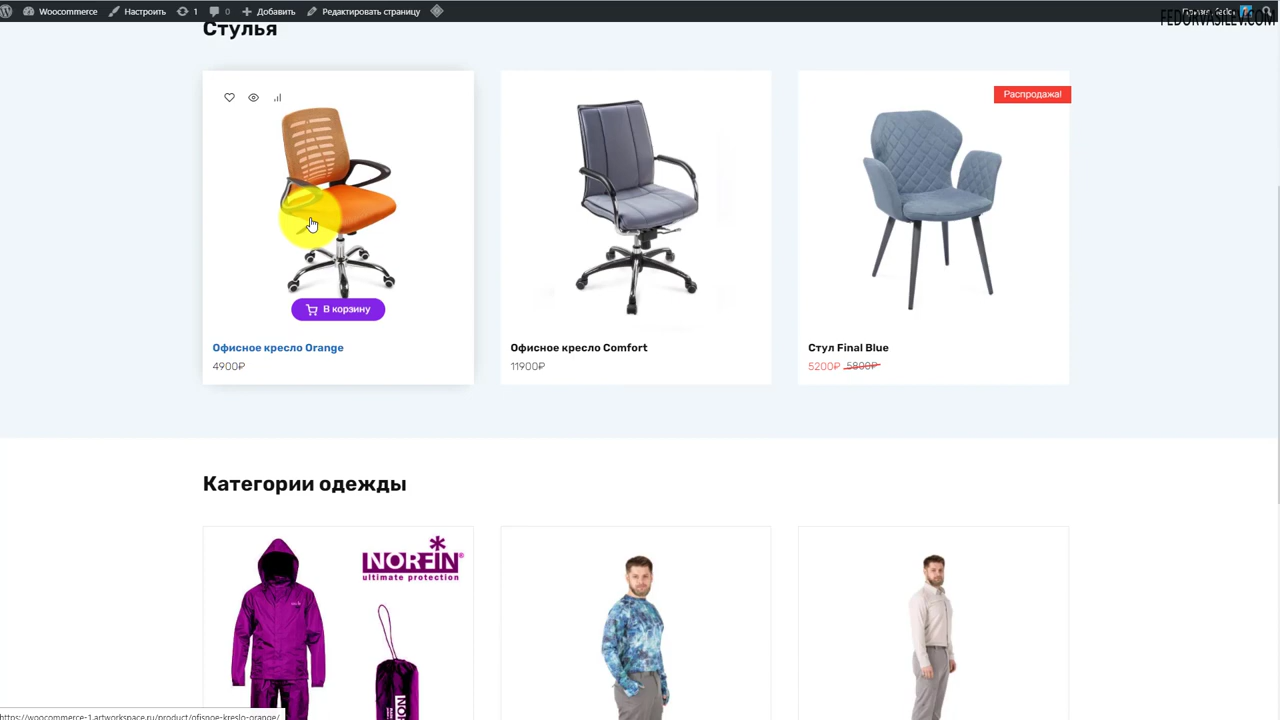 Woocommerce Настроить 1 0 Добавить Редактировать страницу
FEDORVASILEV.COM
Стулья
Распродажа!
В корзину
Офисное кресло Orange
4900₽
Офисное кресло Comfort
11900₽
Стул Final Blue
5200₽ 5800₽
Категории одежды
NORFIN®
ultimate protection
https://woocommerce-1.artworkspace.ru/product/ofisnoe-kreslo-orange/